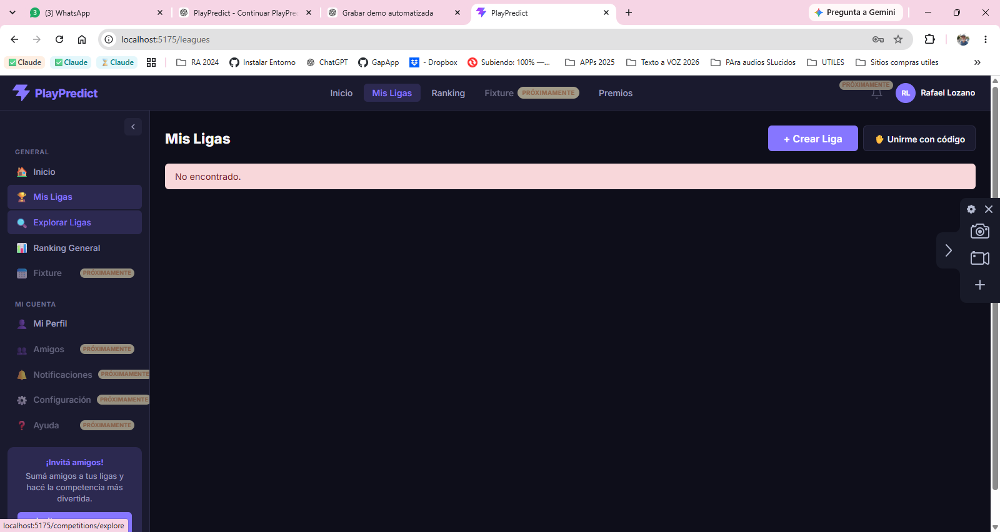 (3) WhatsApp
PlayPredict - Continuar PlayPre
Grabar demo automatizada
PlayPredict
Pregunta a Gemini
localhost:5175/leagues
Claude
Claude
Claude
RA 2024
Instalar Entorno
ChatGPT
GapApp
- Dropbox
Subiendo: 100% —...
APPs 2025
Texto a VOZ 2026
PAra audios SLucidos
UTILES
Sitios compras utiles
PlayPredict
Inicio
Mis Ligas
Ranking
Fixture PRÓXIMAMENTE
Premios
PRÓXIMAMENTE
RL
Rafael Lozano
GENERAL
Inicio
Mis Ligas
Explorar Ligas
Ranking General
Fixture PRÓXIMAMENTE
MI CUENTA
Mi Perfil
Amigos PRÓXIMAMENTE
Notificaciones PRÓXIMAMENTE
Configuración PRÓXIMAMENTE
Ayuda PRÓXIMAMENTE
¡Invitá amigos!
Sumá amigos a tus ligas y
hacé la competencia más
divertida.
localhost:5175/competitions/explore
Mis Ligas
+ Crear Liga
Unirme con código
No encontrado.